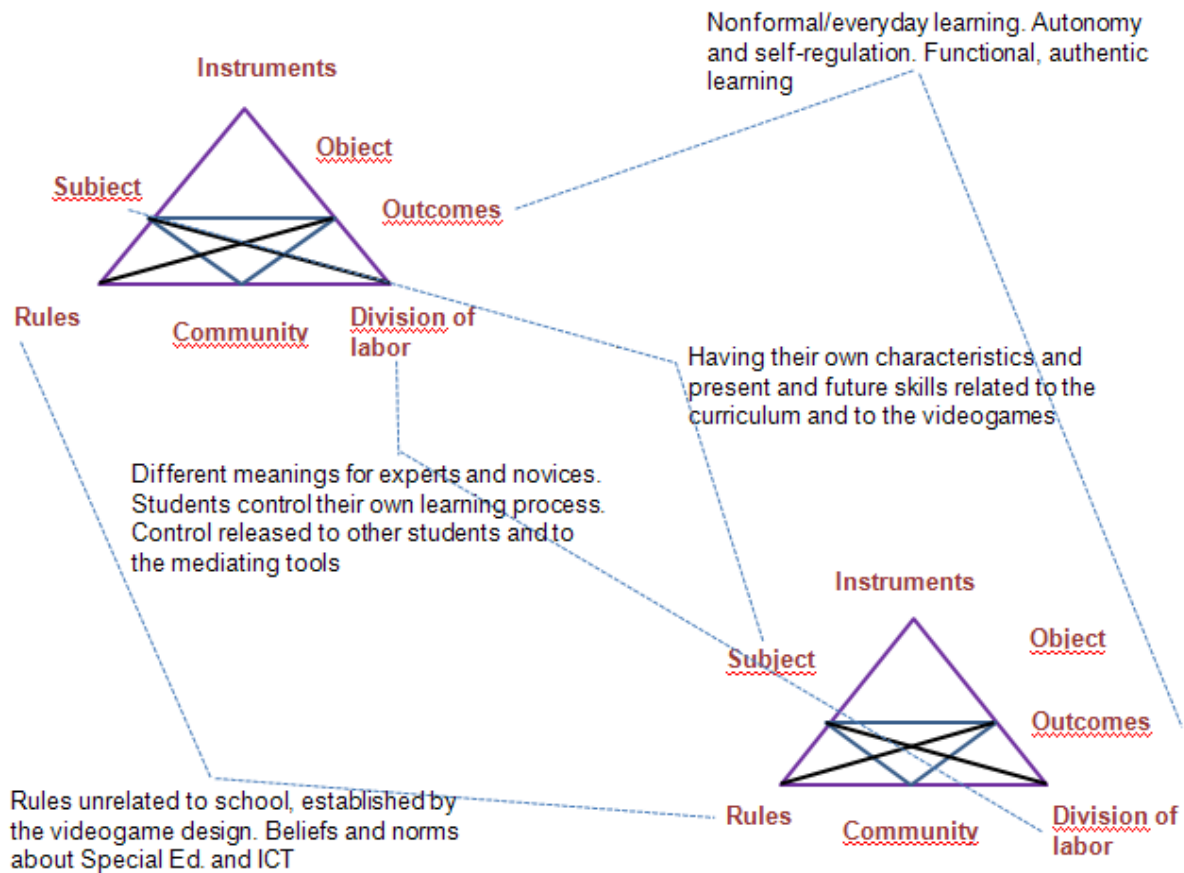 Nonformal/everyday learning. Autonomy
and self-regulation. Functional, authentic
learning
Instruments
Object
Subject
Outcomes
Rules
Community
Division of
labor
Having their own characteristics and
present and future skills related to the
curriculum and to the videogames
Different meanings for experts and novices.
Students control their own learning process.
Control released to other students and to
the mediating tools
Instruments
Object
Subject
Outcomes
Rules
Community
Division of
labor
Rules unrelated to school, established by
the videogame design. Beliefs and norms
about Special Ed. and ICT